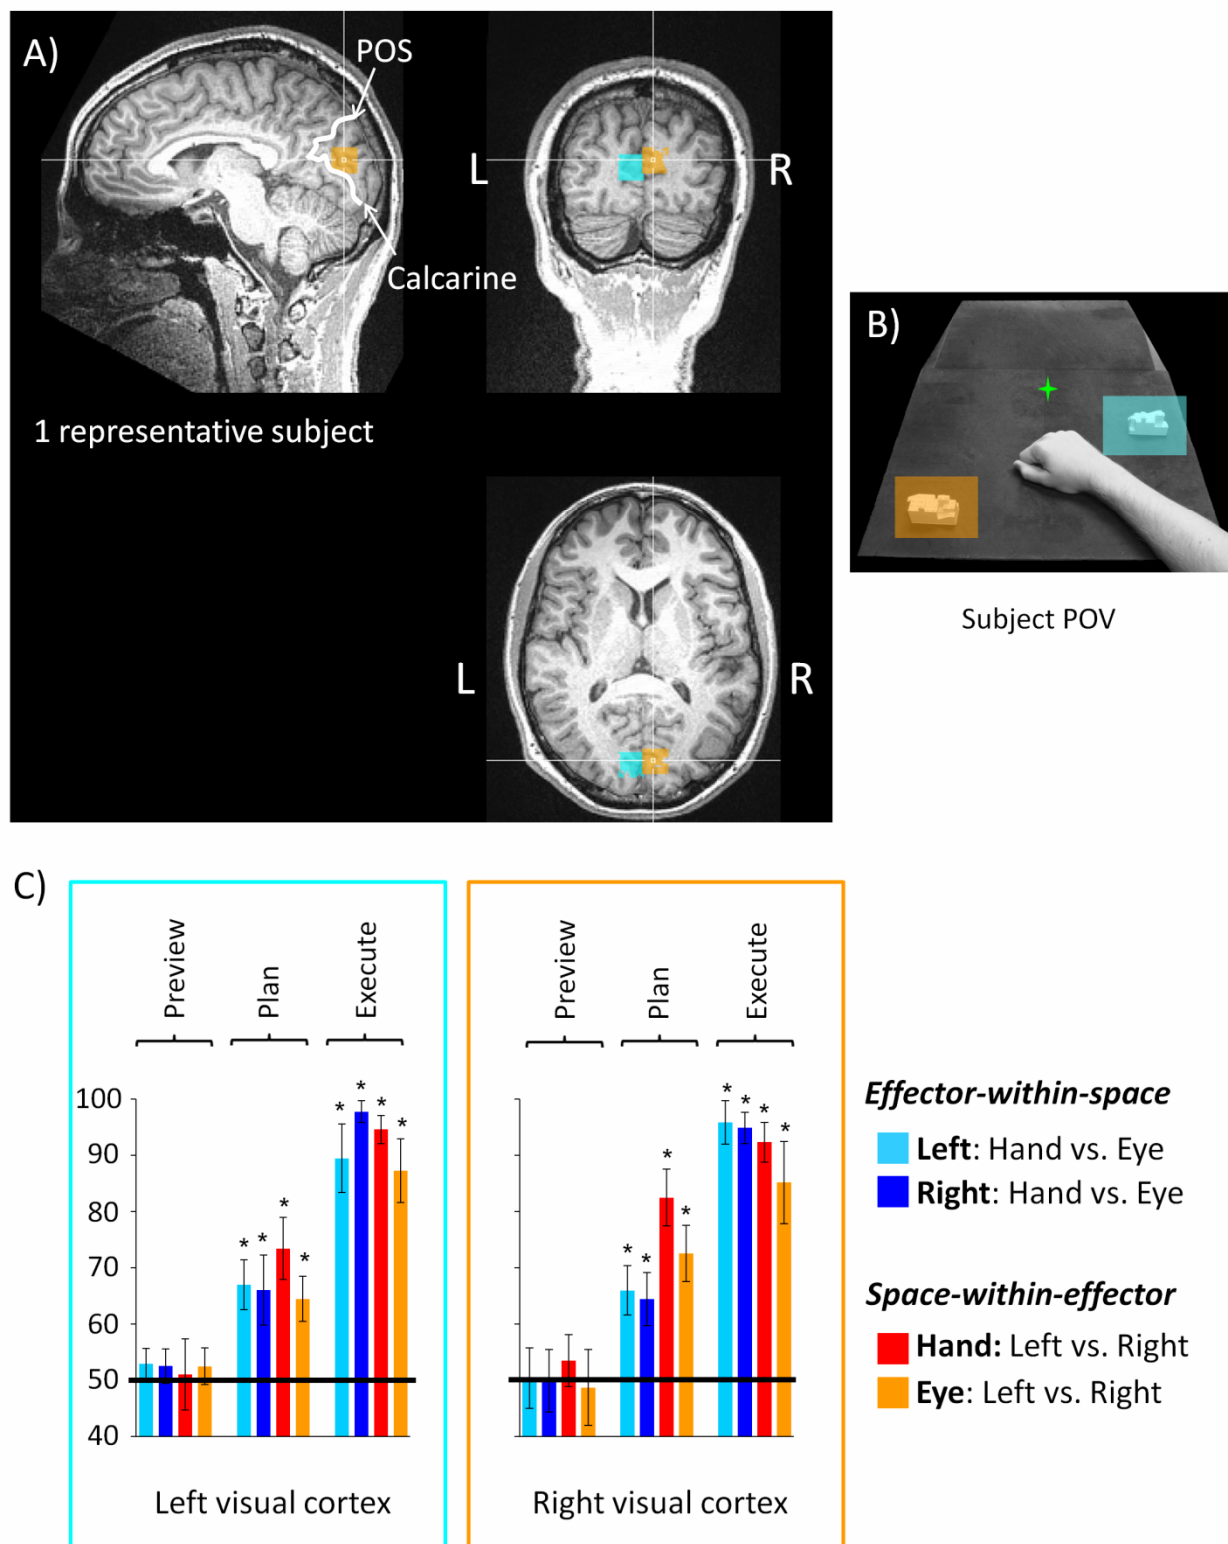 A)
POS
L
R
Calcarine
1 representative subject
B)
L
R
Subject POV
C)
Preview
Plan
Execute
Preview
Plan
Execute
100
90
80
70
60
50
40
* * * * * * * *
* * * * * * * *
Left visual cortex
Right visual cortex
Effector-within-space
Left: Hand vs. Eye
Right: Hand vs. Eye
Space-within-effector
Hand: Left vs. Right
Eye: Left vs. Right